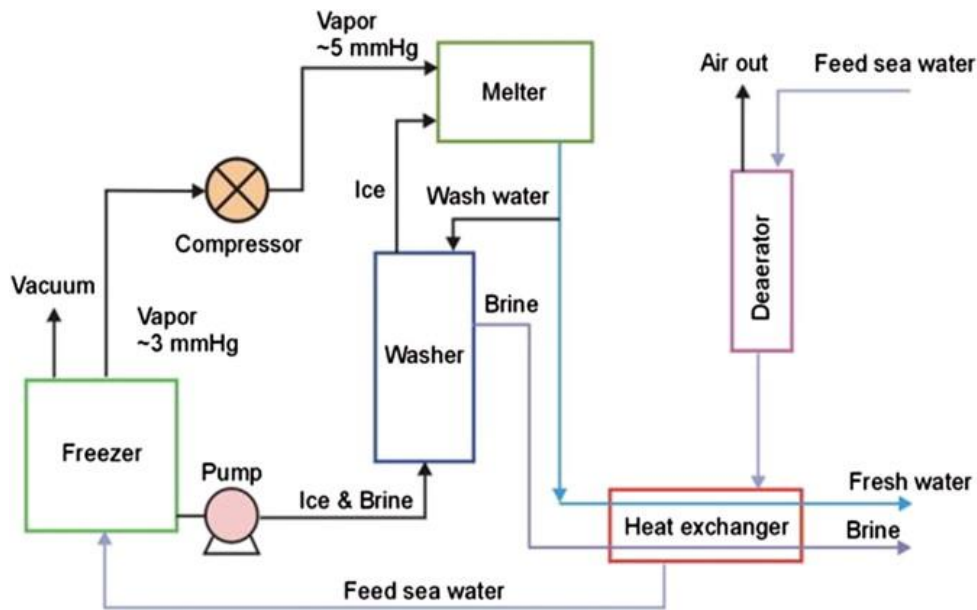 Vapor
~5 mmHg
Melter
Air out
Feed sea water
Ice
Wash water
Compressor
Vacuum
Vapor
~3 mmHg
Brine
Deaerator
Washer
Freezer
Pump
Ice & Brine
Fresh water
Heat exchanger
Brine
Feed sea water